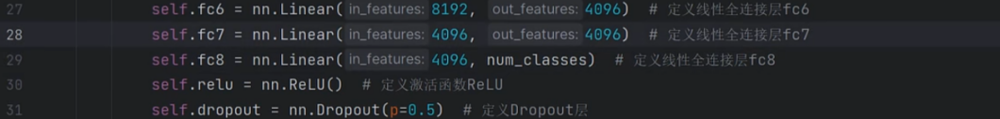 27 self.fc6 = nn.Linear(in_features: 8192, out_features: 4096) # 定义线性全连接层fc6
28 self.fc7 = nn.Linear(in_features: 4096, out_features: 4096) # 定义线性全连接层fc7
29 self.fc8 = nn.Linear(in_features: 4096, num_classes) # 定义线性全连接层fc8
30 self.relu = nn.ReLU() # 定义激活函数ReLU
31 self.dropout = nn.Dropout(p=0.5) # 定义Dropout层